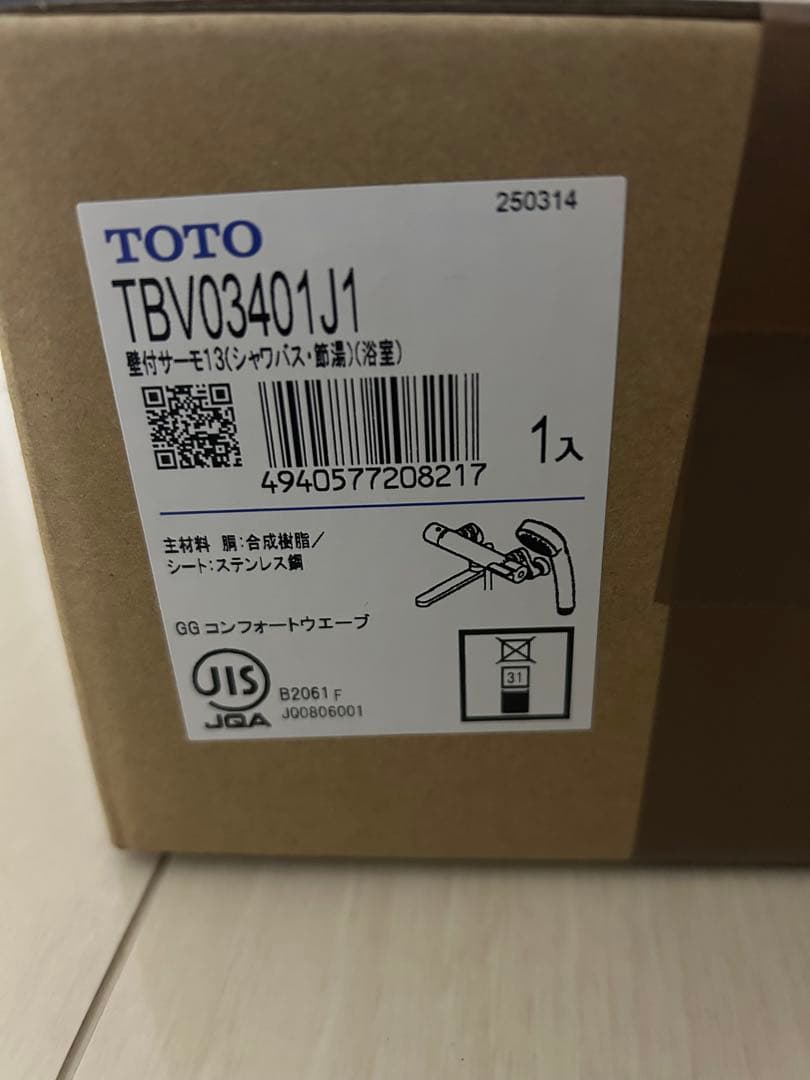 250314
TOTO
TBV03401J1
壁付サーモ13(シャワバス・節湯)(浴室)
4940577208217
1入
主材料 胴:合成樹脂/
シート:ステンレス鋼
GG コンフォートウエーブ
JIS
JQA
B2061 F
JQ0806001
31